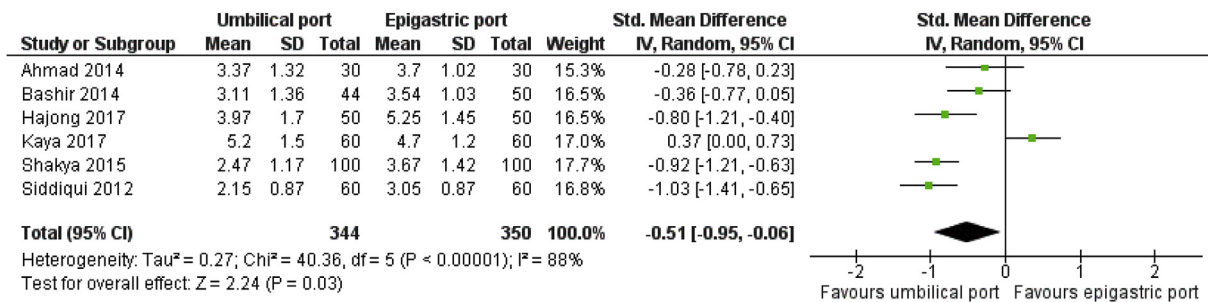 Umbilical port Epigastric port Std. Mean Difference Std. Mean Difference
Study or Subgroup Mean SD Total Mean SD Total Weight IV, Random, 95% CI IV, Random, 95% CI
Ahmad 2014 3.37 1.32 30 3.7 1.02 30 15.3% -0.28 [-0.78, 0.23]
Bashir 2014 3.11 1.36 44 3.54 1.03 50 16.5% -0.36 [-0.77, 0.05]
Hajong 2017 3.97 1.7 50 5.25 1.45 50 16.5% -0.80 [-1.21, -0.40]
Kaya 2017 5.2 1.5 60 4.7 1.2 60 17.0% 0.37 [0.00, 0.73]
Shakya 2015 2.47 1.17 100 3.67 1.42 100 17.7% -0.92 [-1.21, -0.63]
Siddiqui 2012 2.15 0.87 60 3.05 0.87 60 16.8% -1.03 [-1.41, -0.65]
Total (95% CI) 344 350 100.0% -0.51 [-0.95, -0.06]
Heterogeneity: Tau² = 0.27; Chi² = 40.36, df = 5 (P < 0.00001); I² = 88%
Test for overall effect: Z = 2.24 (P = 0.03)
-2 -1 0 1 2
Favours umbilical port Favours epigastric port